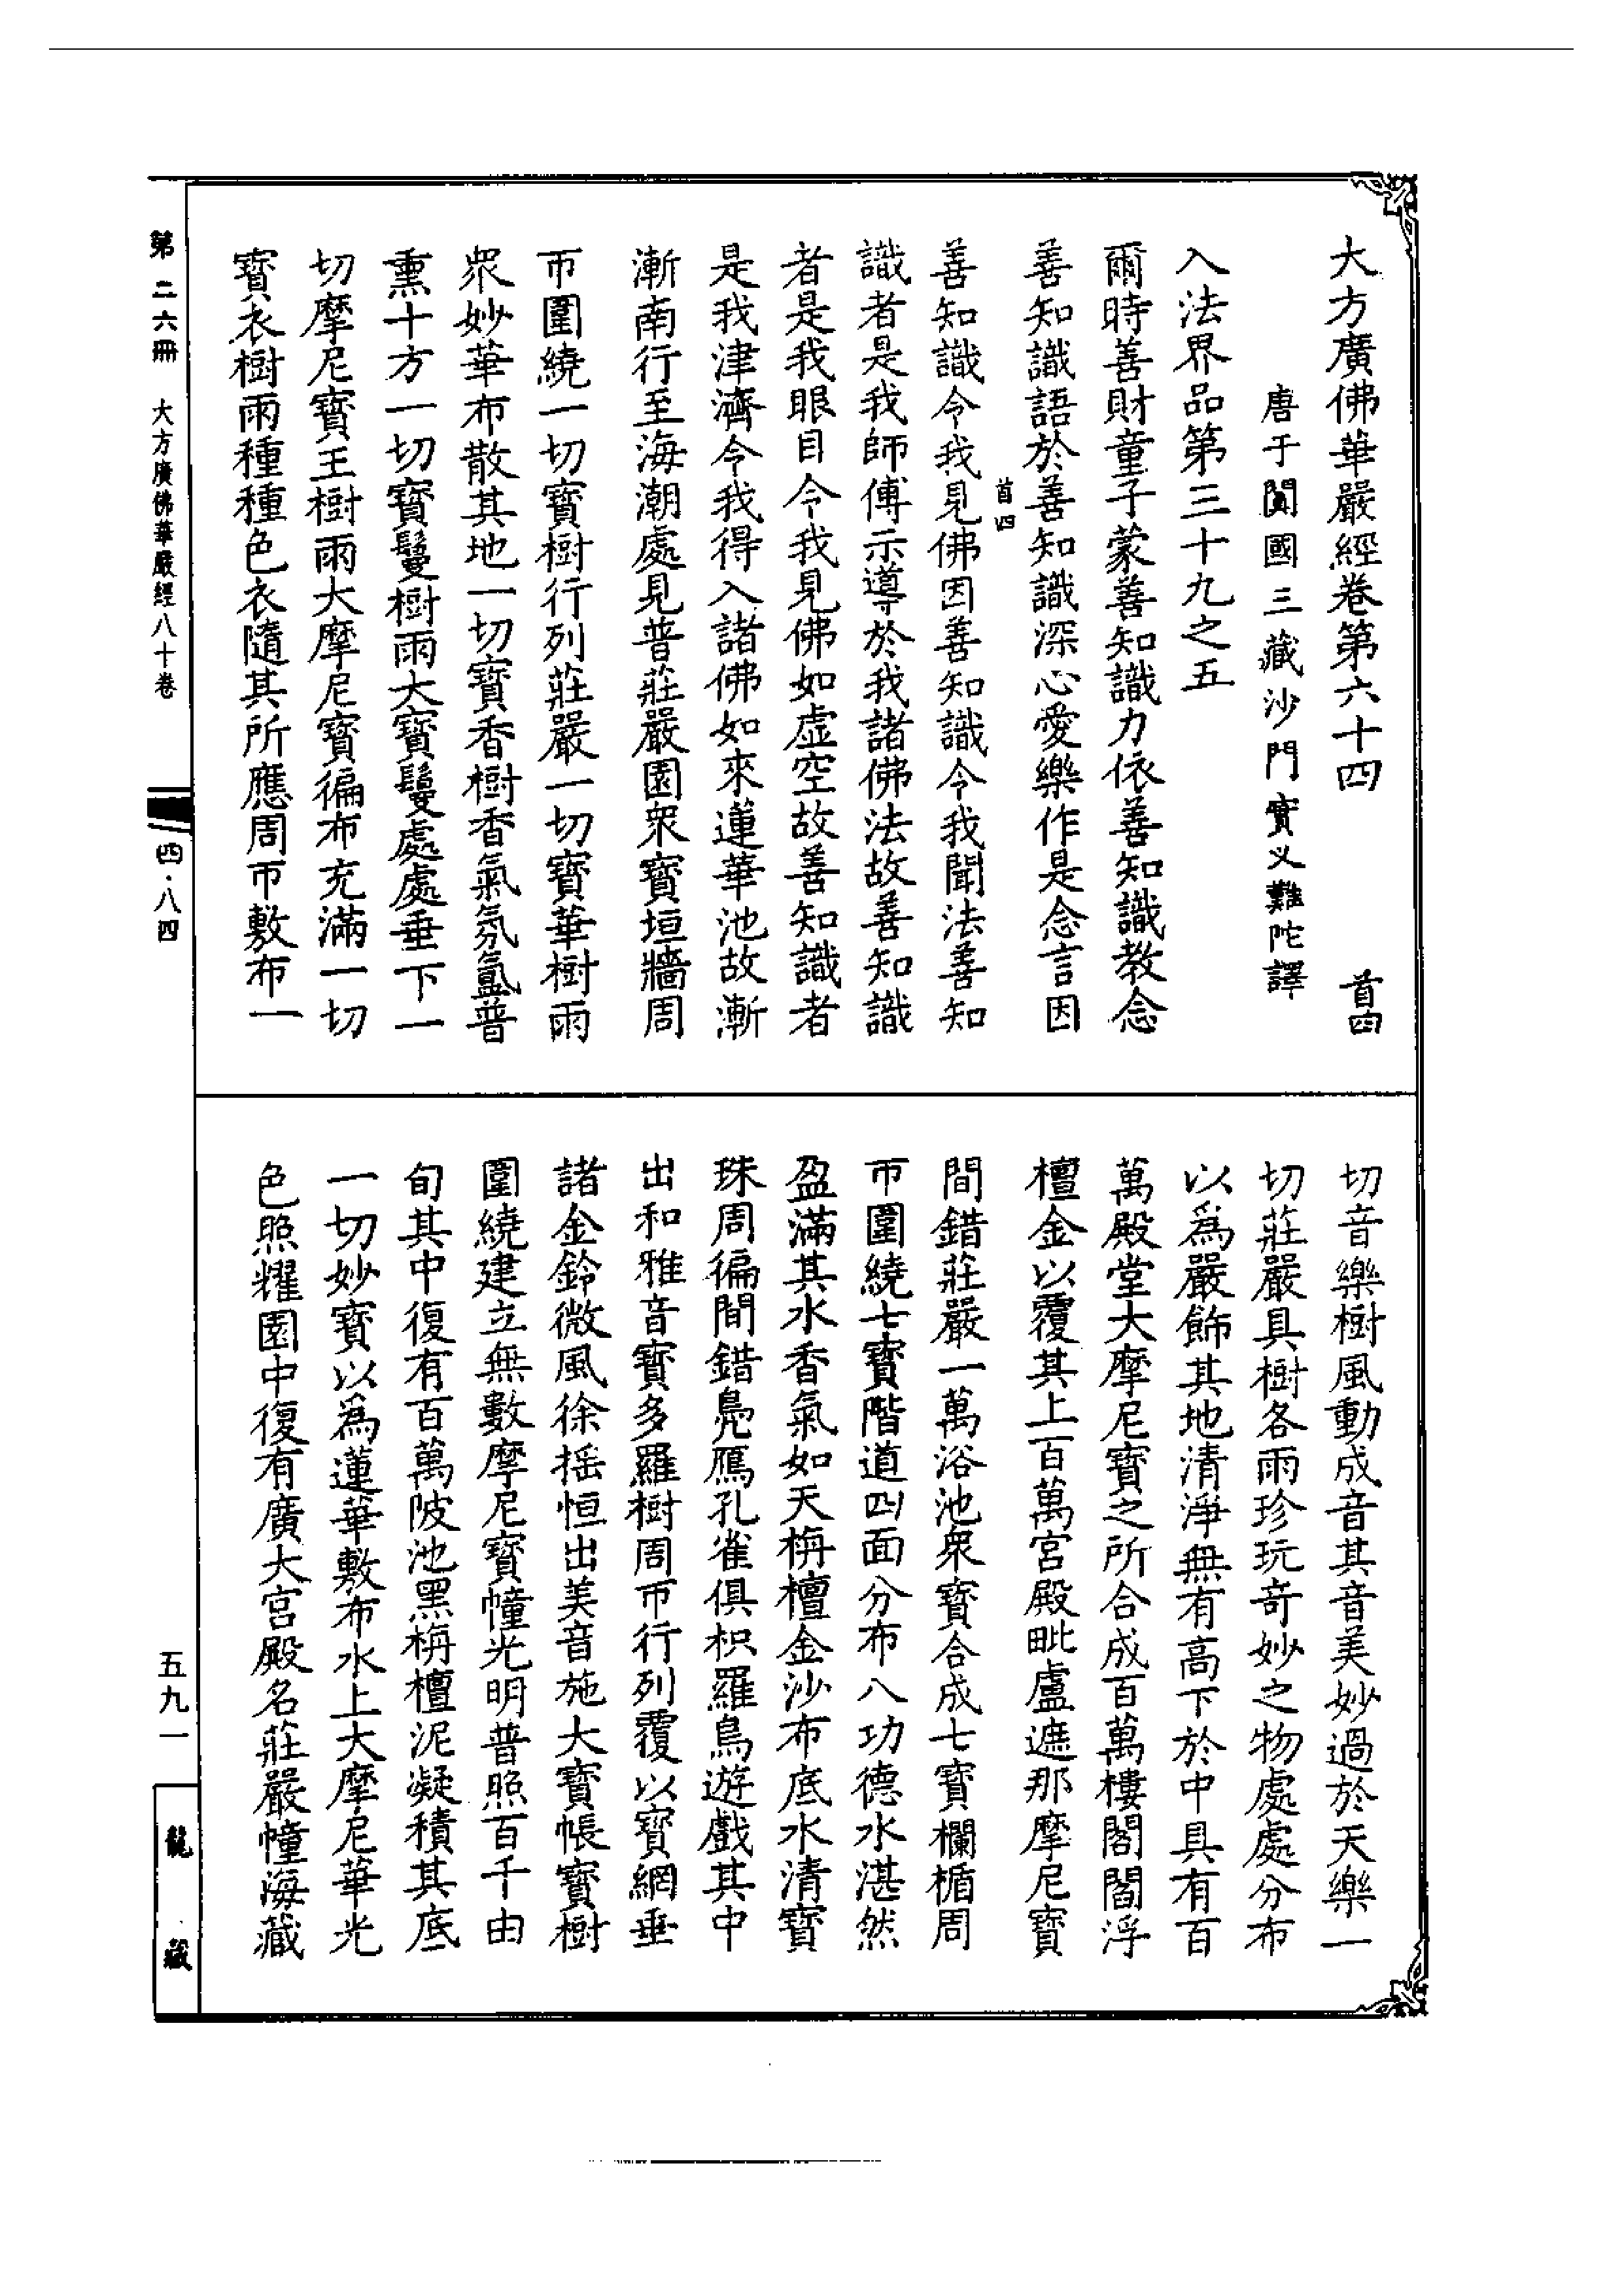 大方廣佛華嚴經卷第六十四　首四
唐于闐國三藏沙門實叉難陀譯
入法界品第三十九之五
爾時善財童子蒙善知識力依善知識教念
善知識語於善知識深心愛樂作是念言因
首四
善知識令我見佛因善知識令我聞法善知
識者是我師傅示導於我諸佛法故善知識
者是我眼目令我見佛如虛空故善知識者
是我津濟令我得入諸佛如來蓮華池故漸
漸南行至海潮處見普莊嚴園眾寶垣牆周
帀圍繞一切寶樹行列莊嚴一切寶華樹雨
眾妙華布散其地一切寶香樹香氣氛氳普
熏十方一切寶鬘樹雨大寶鬘處處垂下一
切摩尼寶王樹雨大摩尼寶徧布充滿一切
寶衣樹雨種種色衣隨其所應周帀敷布一
切音樂樹風動成音其音美妙過於天樂一
切莊嚴具樹各雨珍玩奇妙之物處處分布
以為嚴飾其地清淨無有高下於中具有百
萬殿堂大摩尼寶之所合成百萬樓閣閻浮
檀金以覆其上百萬宮殿毗盧遮那摩尼寶
間錯莊嚴一萬浴池眾寶合成七寶欄楯周
帀圍繞七寶階道四面分布八功德水湛然
盈滿其水香氣如天栴檀金沙布底水清寶
珠周徧間錯鳧鴈孔雀俱枳羅鳥遊戲其中
出和雅音寶多羅樹周帀行列覆以寶網垂
諸金鈴微風徐搖恒出美音施大寶帳寶樹
圍繞建立無數摩尼寶幢光明普照百千由
旬其中復有百萬陂池黑栴檀泥凝積其底
一切妙寶以為蓮華敷布水上大摩尼華光
色照耀園中復有廣大宮殿名莊嚴幢海藏
第二六冊　大方廣佛華嚴經八十卷
四·八四
五九一
龍藏